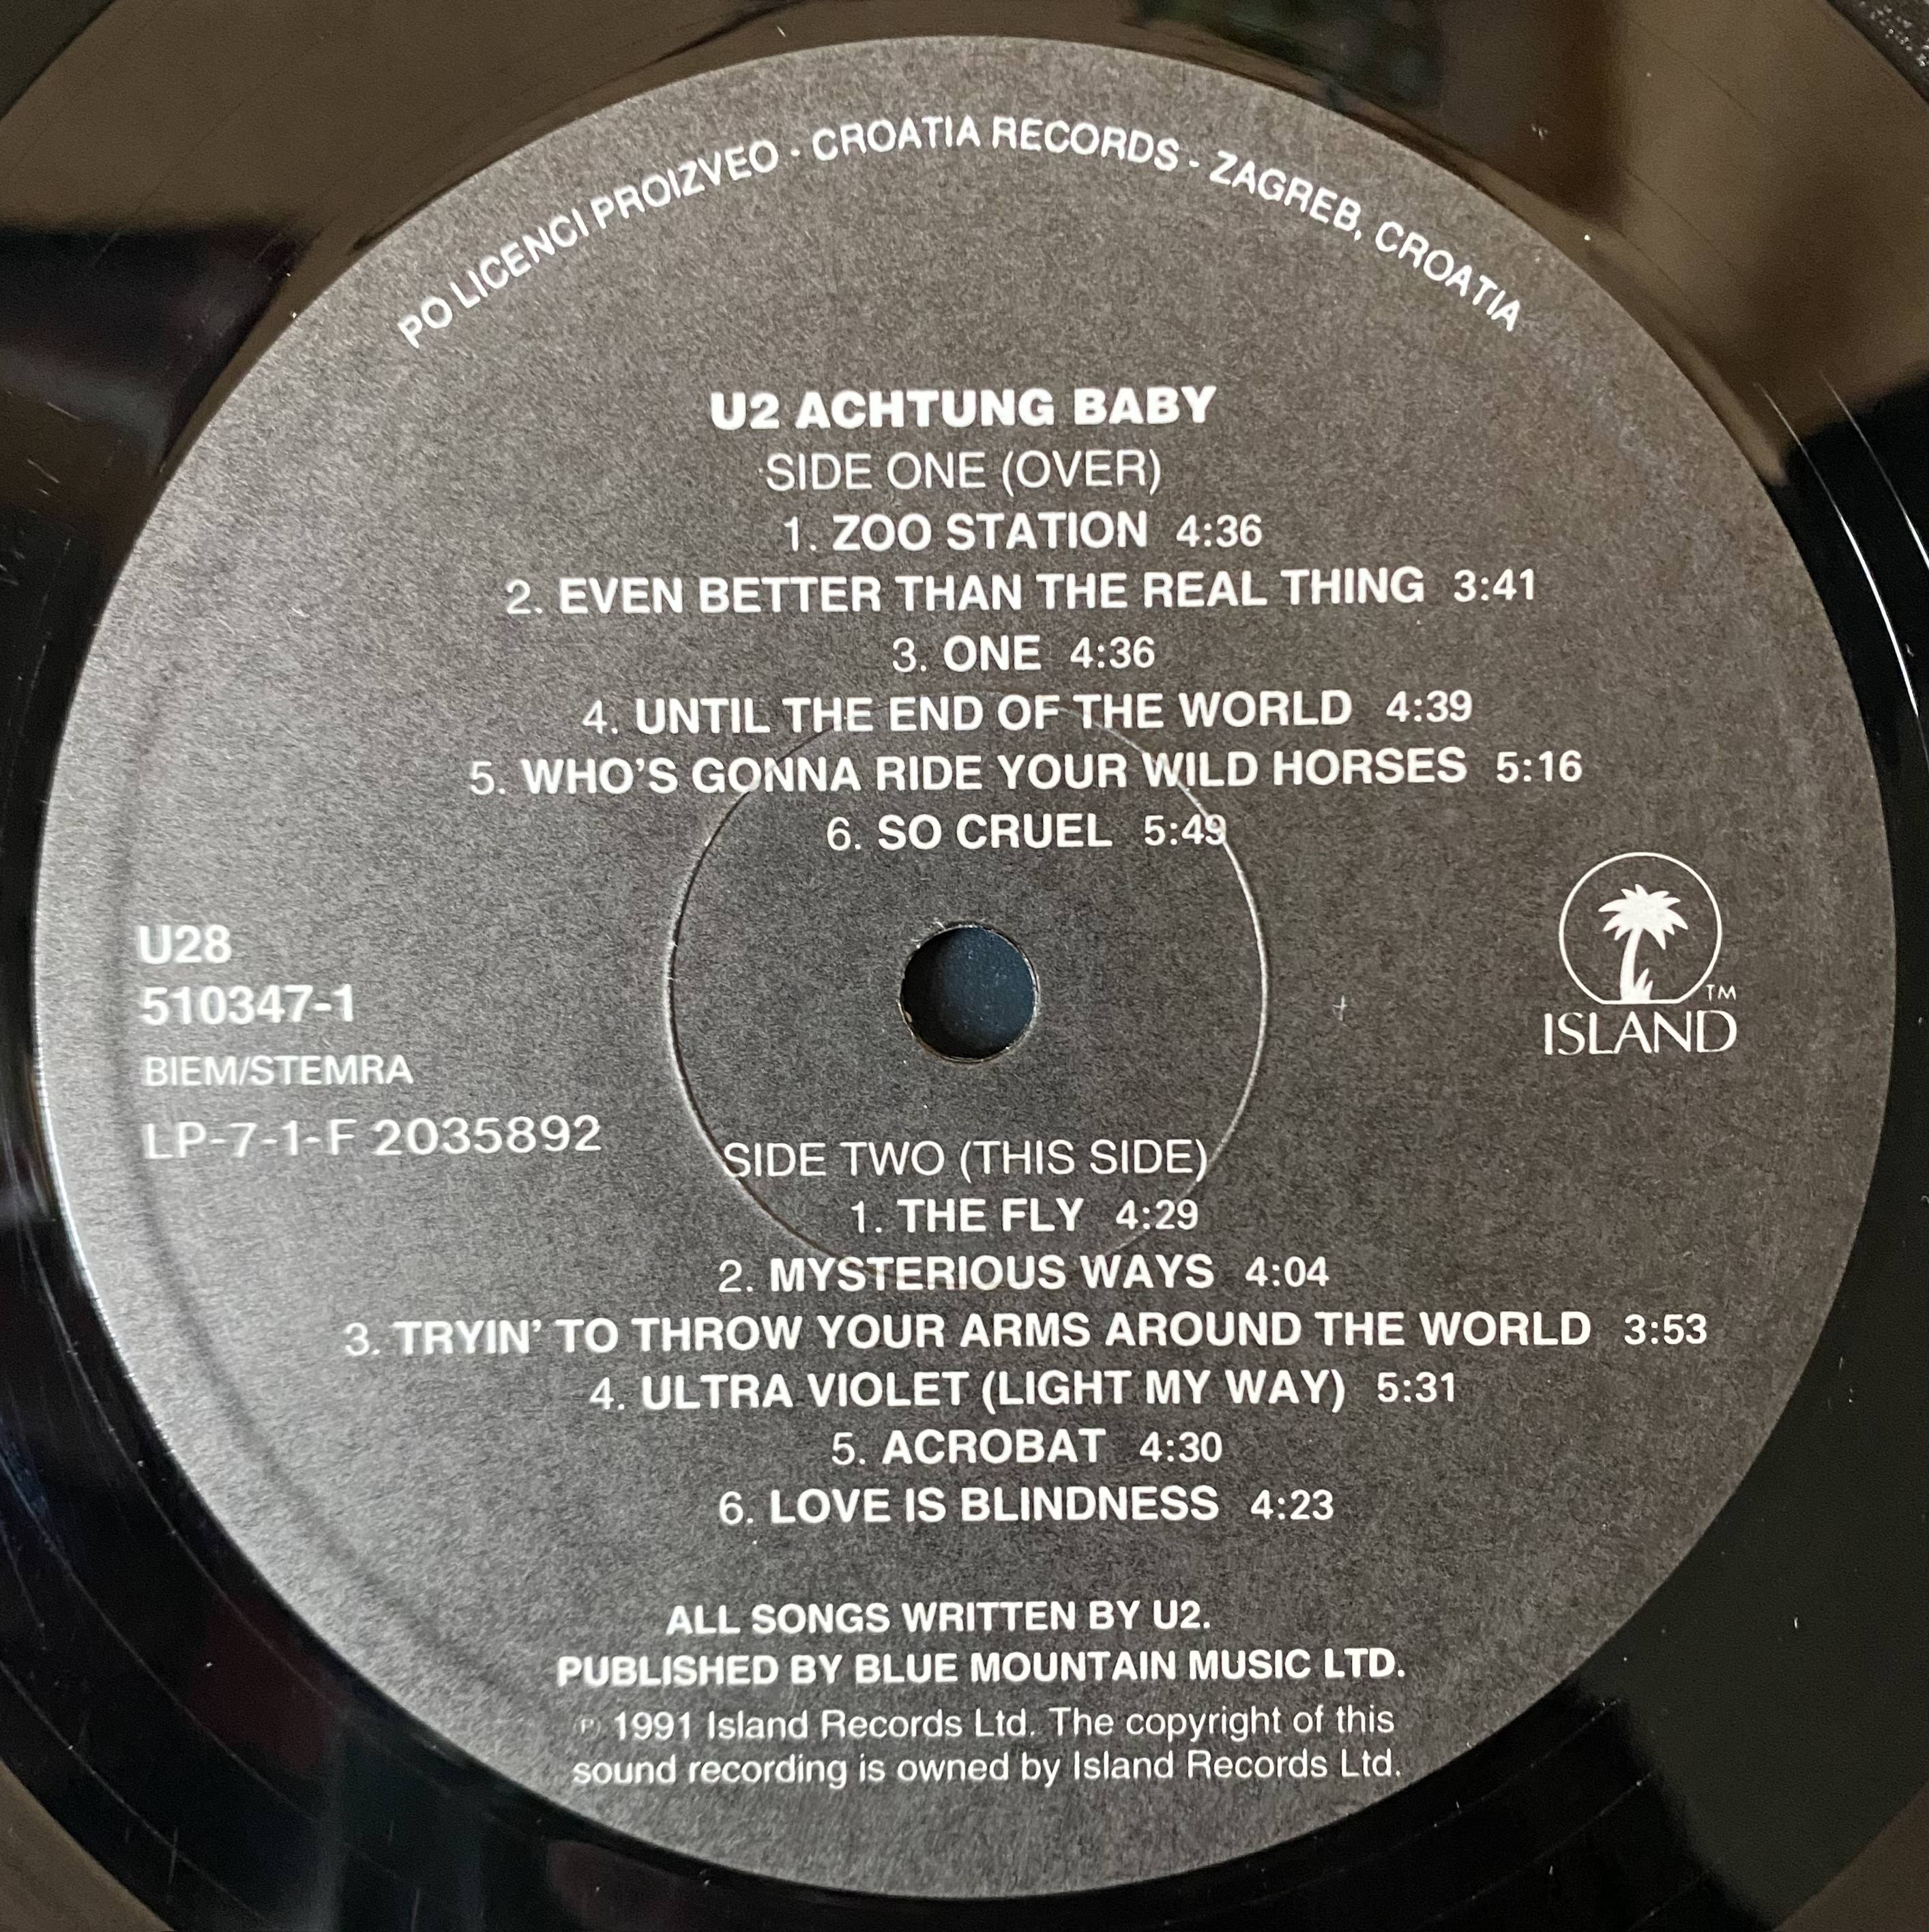 PO LICENCI PROIZVEO · CROATIA RECORDS - ZAGREB, CROATIA
U2 ACHTUNG BABY
SIDE ONE (OVER)
1. ZOO STATION 4:36
2. EVEN BETTER THAN THE REAL THING 3:41
3. ONE 4:36
4. UNTIL THE END OF THE WORLD 4:39
5. WHO'S GONNA RIDE YOUR WILD HORSES 5:16
6. SO CRUEL 5:49
U28
510347-1
BIEM/STEMRA
LP-7-1-F 2035892
TM
ISLAND
SIDE TWO (THIS SIDE)
1. THE FLY 4:29
2. MYSTERIOUS WAYS 4:04
3. TRYIN' TO THROW YOUR ARMS AROUND THE WORLD 3:53
4. ULTRA VIOLET (LIGHT MY WAY) 5:31
5. ACROBAT 4:30
6. LOVE IS BLINDNESS 4:23
ALL SONGS WRITTEN BY U2.
PUBLISHED BY BLUE MOUNTAIN MUSIC LTD.
℗ 1991 Island Records Ltd. The copyright of this
sound recording is owned by Island Records Ltd.